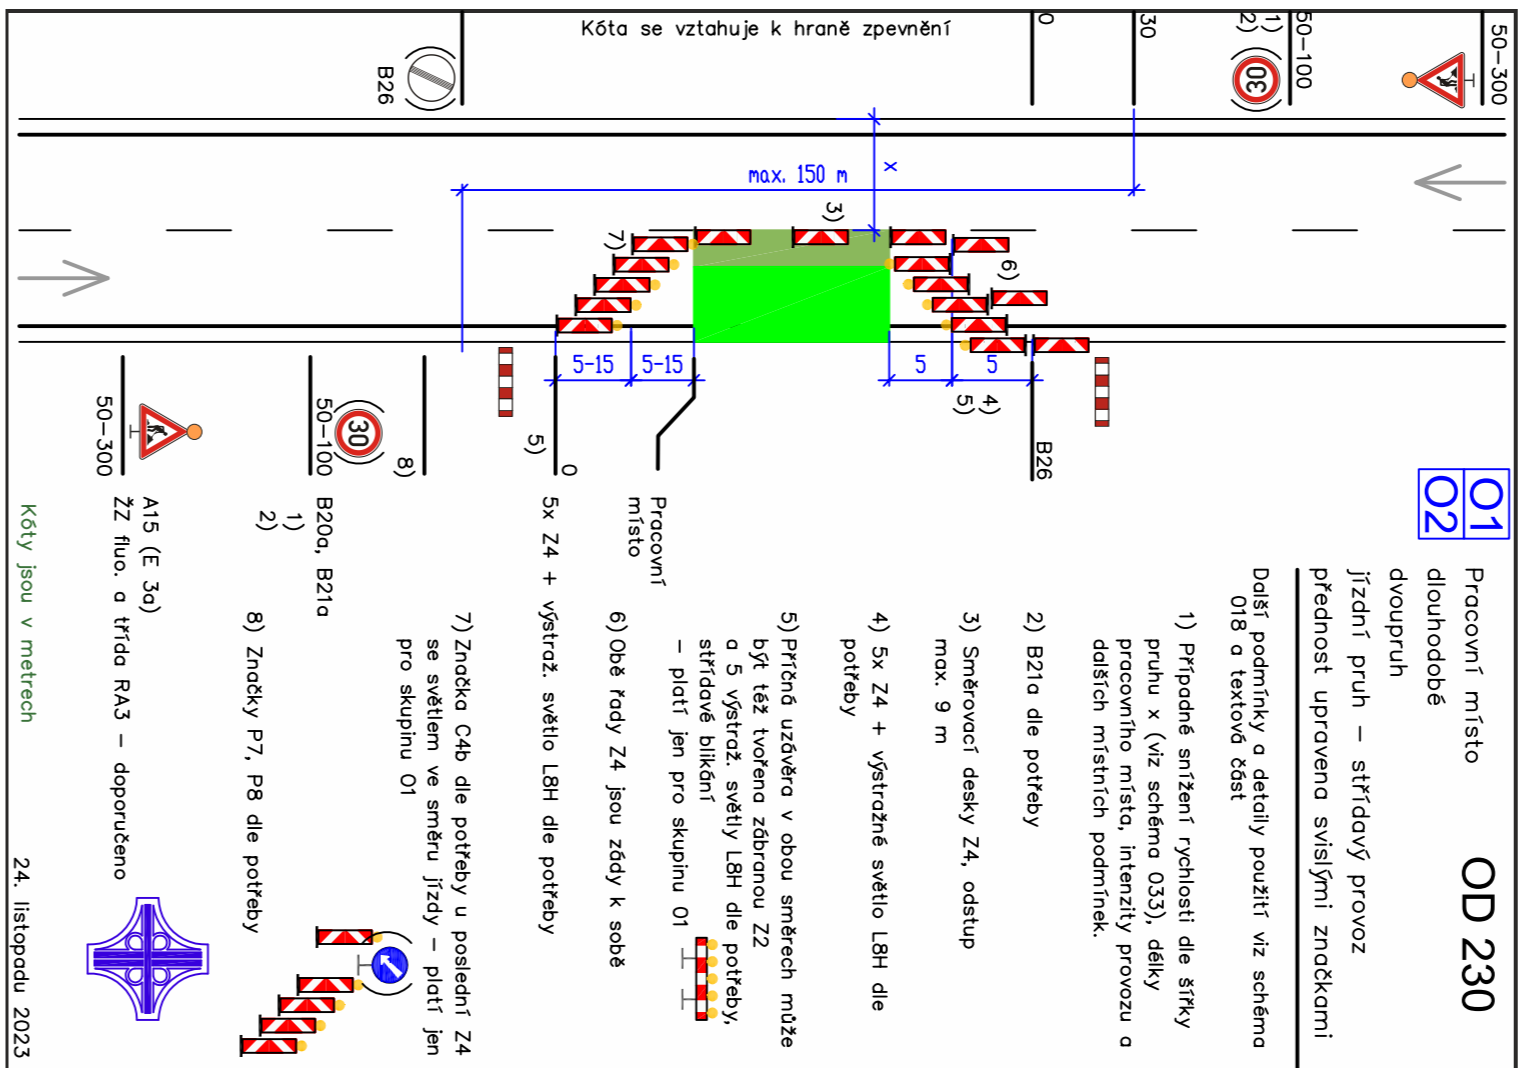 O1
O2
Pracovní místo
dlouhodobé
dvoupruh
jízdní pruh – střídavý provoz
přednost upravena svislými značkami
OD 230
Další podmínky a detaily použití viz schéma
018 a textová část
1) Případné snížení rychlosti dle šířky
pruhu x (viz schéma 033), délky
pracovního místa, intenzity provozu a
dalších místních podmínek.
2) B21a dle potřeby
3) Směrovací desky Z4, odstup
max. 9 m
4) 5x Z4 + výstražné světlo L8H dle
potřeby
5) Příčná uzávěra v obou směrech může
být též tvořena zábranou Z2
a 5 výstraž. světly L8H dle potřeby,
střídavé blikání
– platí jen pro skupinu 01
6) Obě řady Z4 jsou zády k sobě
7) Značka C4b dle potřeby u poslední Z4
se světlem ve směru jízdy – platí jen
pro skupinu 01
8) Značky P7, P8 dle potřeby
50–300
50–100
1)
2)
30
30
0
Kóta se vztahuje k hraně zpevnění
B26
x
max. 150 m
3)
6)
7)
5–15
5–15
5
5
4)
5)
B26
Pracovní
místo
0
5)
5x Z4 + výstraž. světlo L8H dle potřeby
8)
30
50–100
B20a, B21a
1)
2)
50–300
A15 (E 3a)
ŽZ fluo. a třída RA3 – doporučeno
Kóty jsou v metrech
24. listopadu 2023